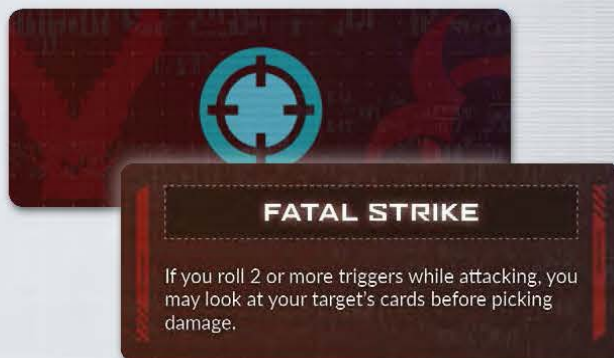 FATAL STRIKE
If you roll 2 or more triggers while attacking, you
may look at your target's cards before picking
damage.